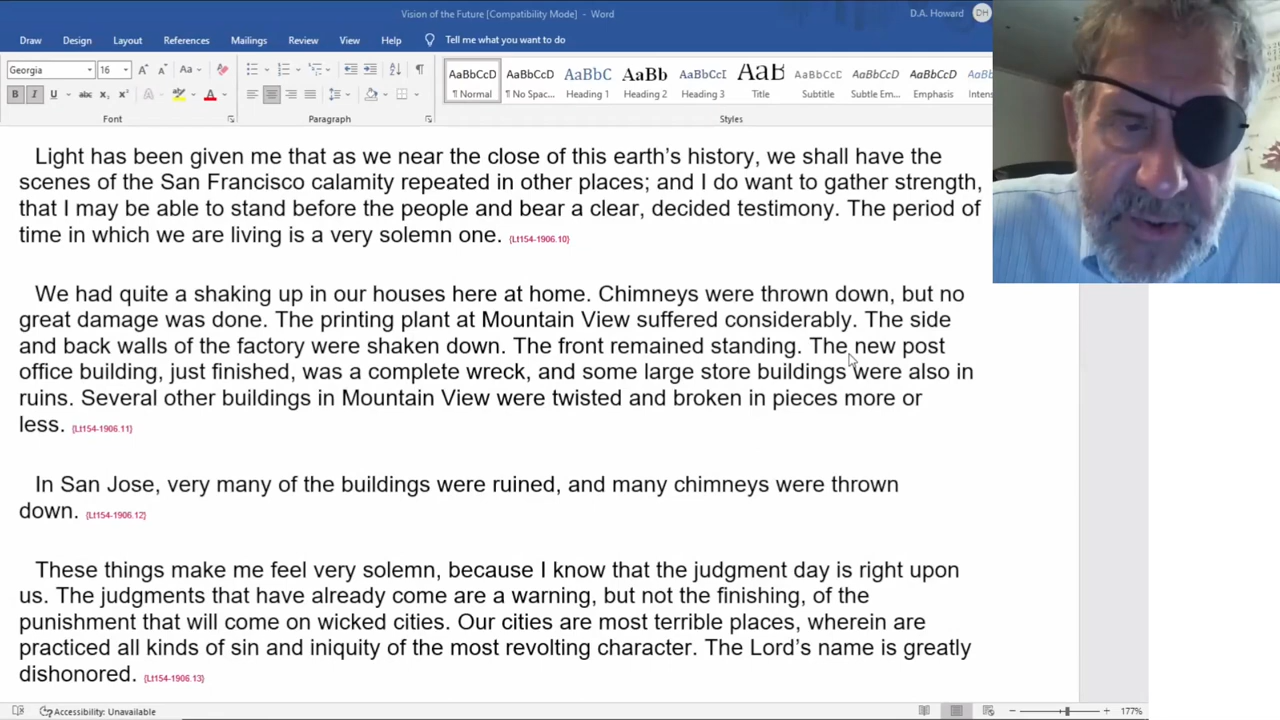 Vision of the Future [Compatibility Mode] - Word
D.A. Howard DH
Draw Design Layout References Mailings Review View Help Tell me what you want to do
Georgia 16 Aa
B I U abc x₂ x² A A
AaBbCcD AaBbCcD AaBbC AaBb AaBbCcI AaB AaBbCcD AaBbCcD AaBbCcD AaBb
¶ Normal ¶ No Spac... Heading 1 Heading 2 Heading 3 Title Subtitle Subtle Em... Emphasis Intens
Font Paragraph Styles
Light has been given me that as we near the close of this earth’s history, we shall have the
scenes of the San Francisco calamity repeated in other places; and I do want to gather strength,
that I may be able to stand before the people and bear a clear, decided testimony. The period of
time in which we are living is a very solemn one. {Lt154-1906.10}
We had quite a shaking up in our houses here at home. Chimneys were thrown down, but no
great damage was done. The printing plant at Mountain View suffered considerably. The side
and back walls of the factory were shaken down. The front remained standing. The new post
office building, just finished, was a complete wreck, and some large store buildings were also in
ruins. Several other buildings in Mountain View were twisted and broken in pieces more or
less. {Lt154-1906.11}
In San Jose, very many of the buildings were ruined, and many chimneys were thrown
down. {Lt154-1906.12}
These things make me feel very solemn, because I know that the judgment day is right upon
us. The judgments that have already come are a warning, but not the finishing, of the
punishment that will come on wicked cities. Our cities are most terrible places, wherein are
practiced all kinds of sin and iniquity of the most revolting character. The Lord’s name is greatly
dishonored. {Lt154-1906.13}
Accessibility: Unavailable 177%